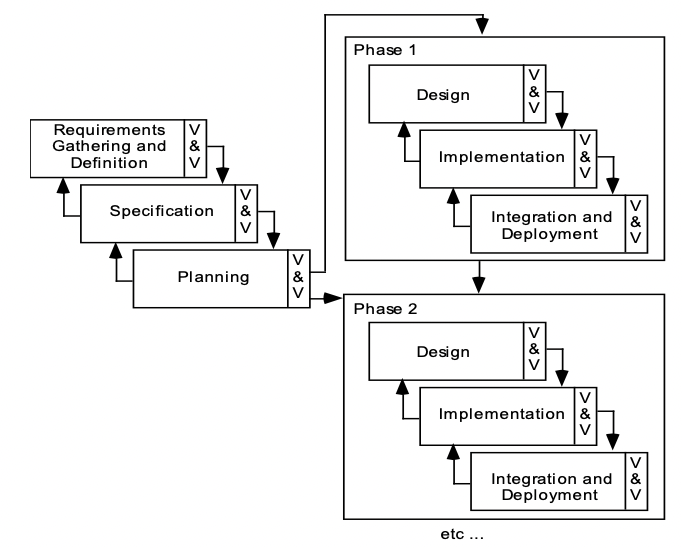 Requirements
Gathering and
Definition
V
&
V
Specification
V
&
V
Planning
V
&
V
Phase 1
Design
V
&
V
Implementation
V
&
V
Integration and
Deployment
V
&
V
Phase 2
Design
V
&
V
Implementation
V
&
V
Integration and
Deployment
V
&
V
etc ...